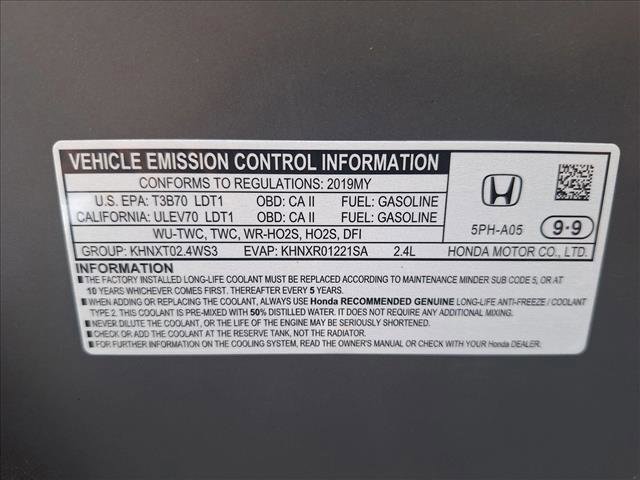 VEHICLE EMISSION CONTROL INFORMATION
CONFORMS TO REGULATIONS: 2019MY
U.S. EPA: T3B70 LDT1 OBD: CA II FUEL: GASOLINE
CALIFORNIA: ULEV70 LDT1 OBD: CA II FUEL: GASOLINE
WU-TWC, TWC, WR-HO2S, HO2S, DFI
GROUP: KHNXT02.4WS3 EVAP: KHNXR01221SA 2.4L
5PH-A05 9-9
HONDA MOTOR CO., LTD.
INFORMATION
THE FACTORY INSTALLED LONG-LIFE COOLANT MUST BE REPLACED ACCORDING TO MAINTENANCE MINDER SUB CODE 5, OR AT
10 YEARS WHICHEVER COMES FIRST; THEREAFTER EVERY 5 YEARS.
WHEN ADDING OR REPLACING THE COOLANT, ALWAYS USE Honda RECOMMENDED GENUINE LONG-LIFE ANTI-FREEZE / COOLANT
TYPE 2. THIS COOLANT IS PRE-MIXED WITH 50% DISTILLED WATER. IT DOES NOT REQUIRE ANY ADDITIONAL MIXING.
NEVER DILUTE THE COOLANT, OR THE LIFE OF THE ENGINE MAY BE SERIOUSLY SHORTENED.
CHECK OR ADD THE COOLANT AT THE RESERVE TANK, NOT THE RADIATOR.
FOR FURTHER INFORMATION ON THE COOLING SYSTEM, READ THE OWNER'S MANUAL OR CHECK WITH THE Honda DEALER.